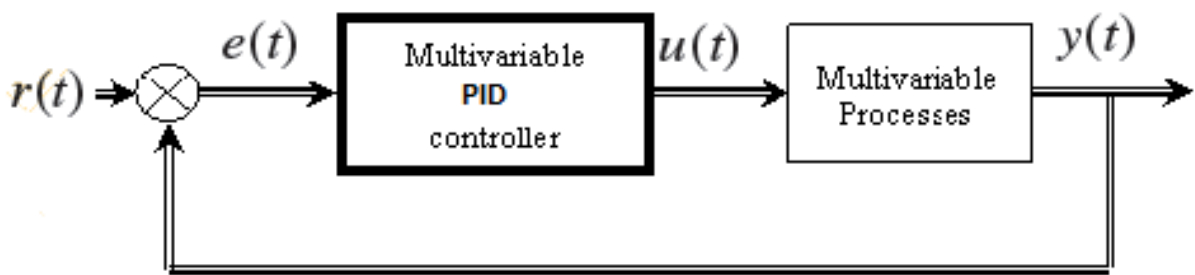 r(t)
e(t)
Multivariable
PID
controller
u(t)
Multivariable
Processes
y(t)